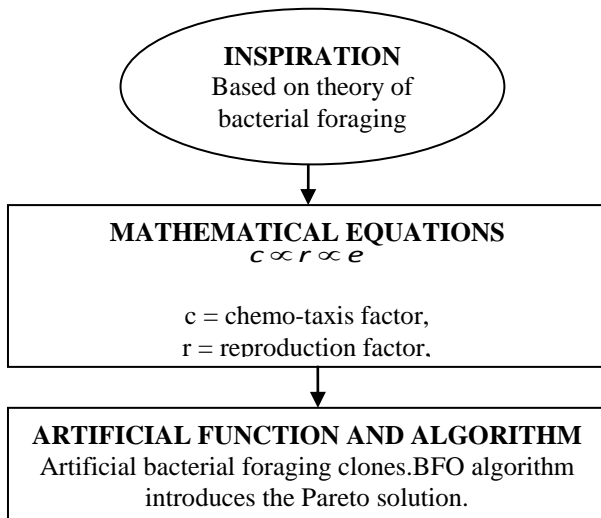 INSPIRATION
Based on theory of
bacterial foraging
MATHEMATICAL EQUATIONS
c ∝ r ∝ e
c = chemo-taxis factor,
r = reproduction factor,
ARTIFICIAL FUNCTION AND ALGORITHM
Artificial bacterial foraging clones.BFO algorithm
introduces the Pareto solution.